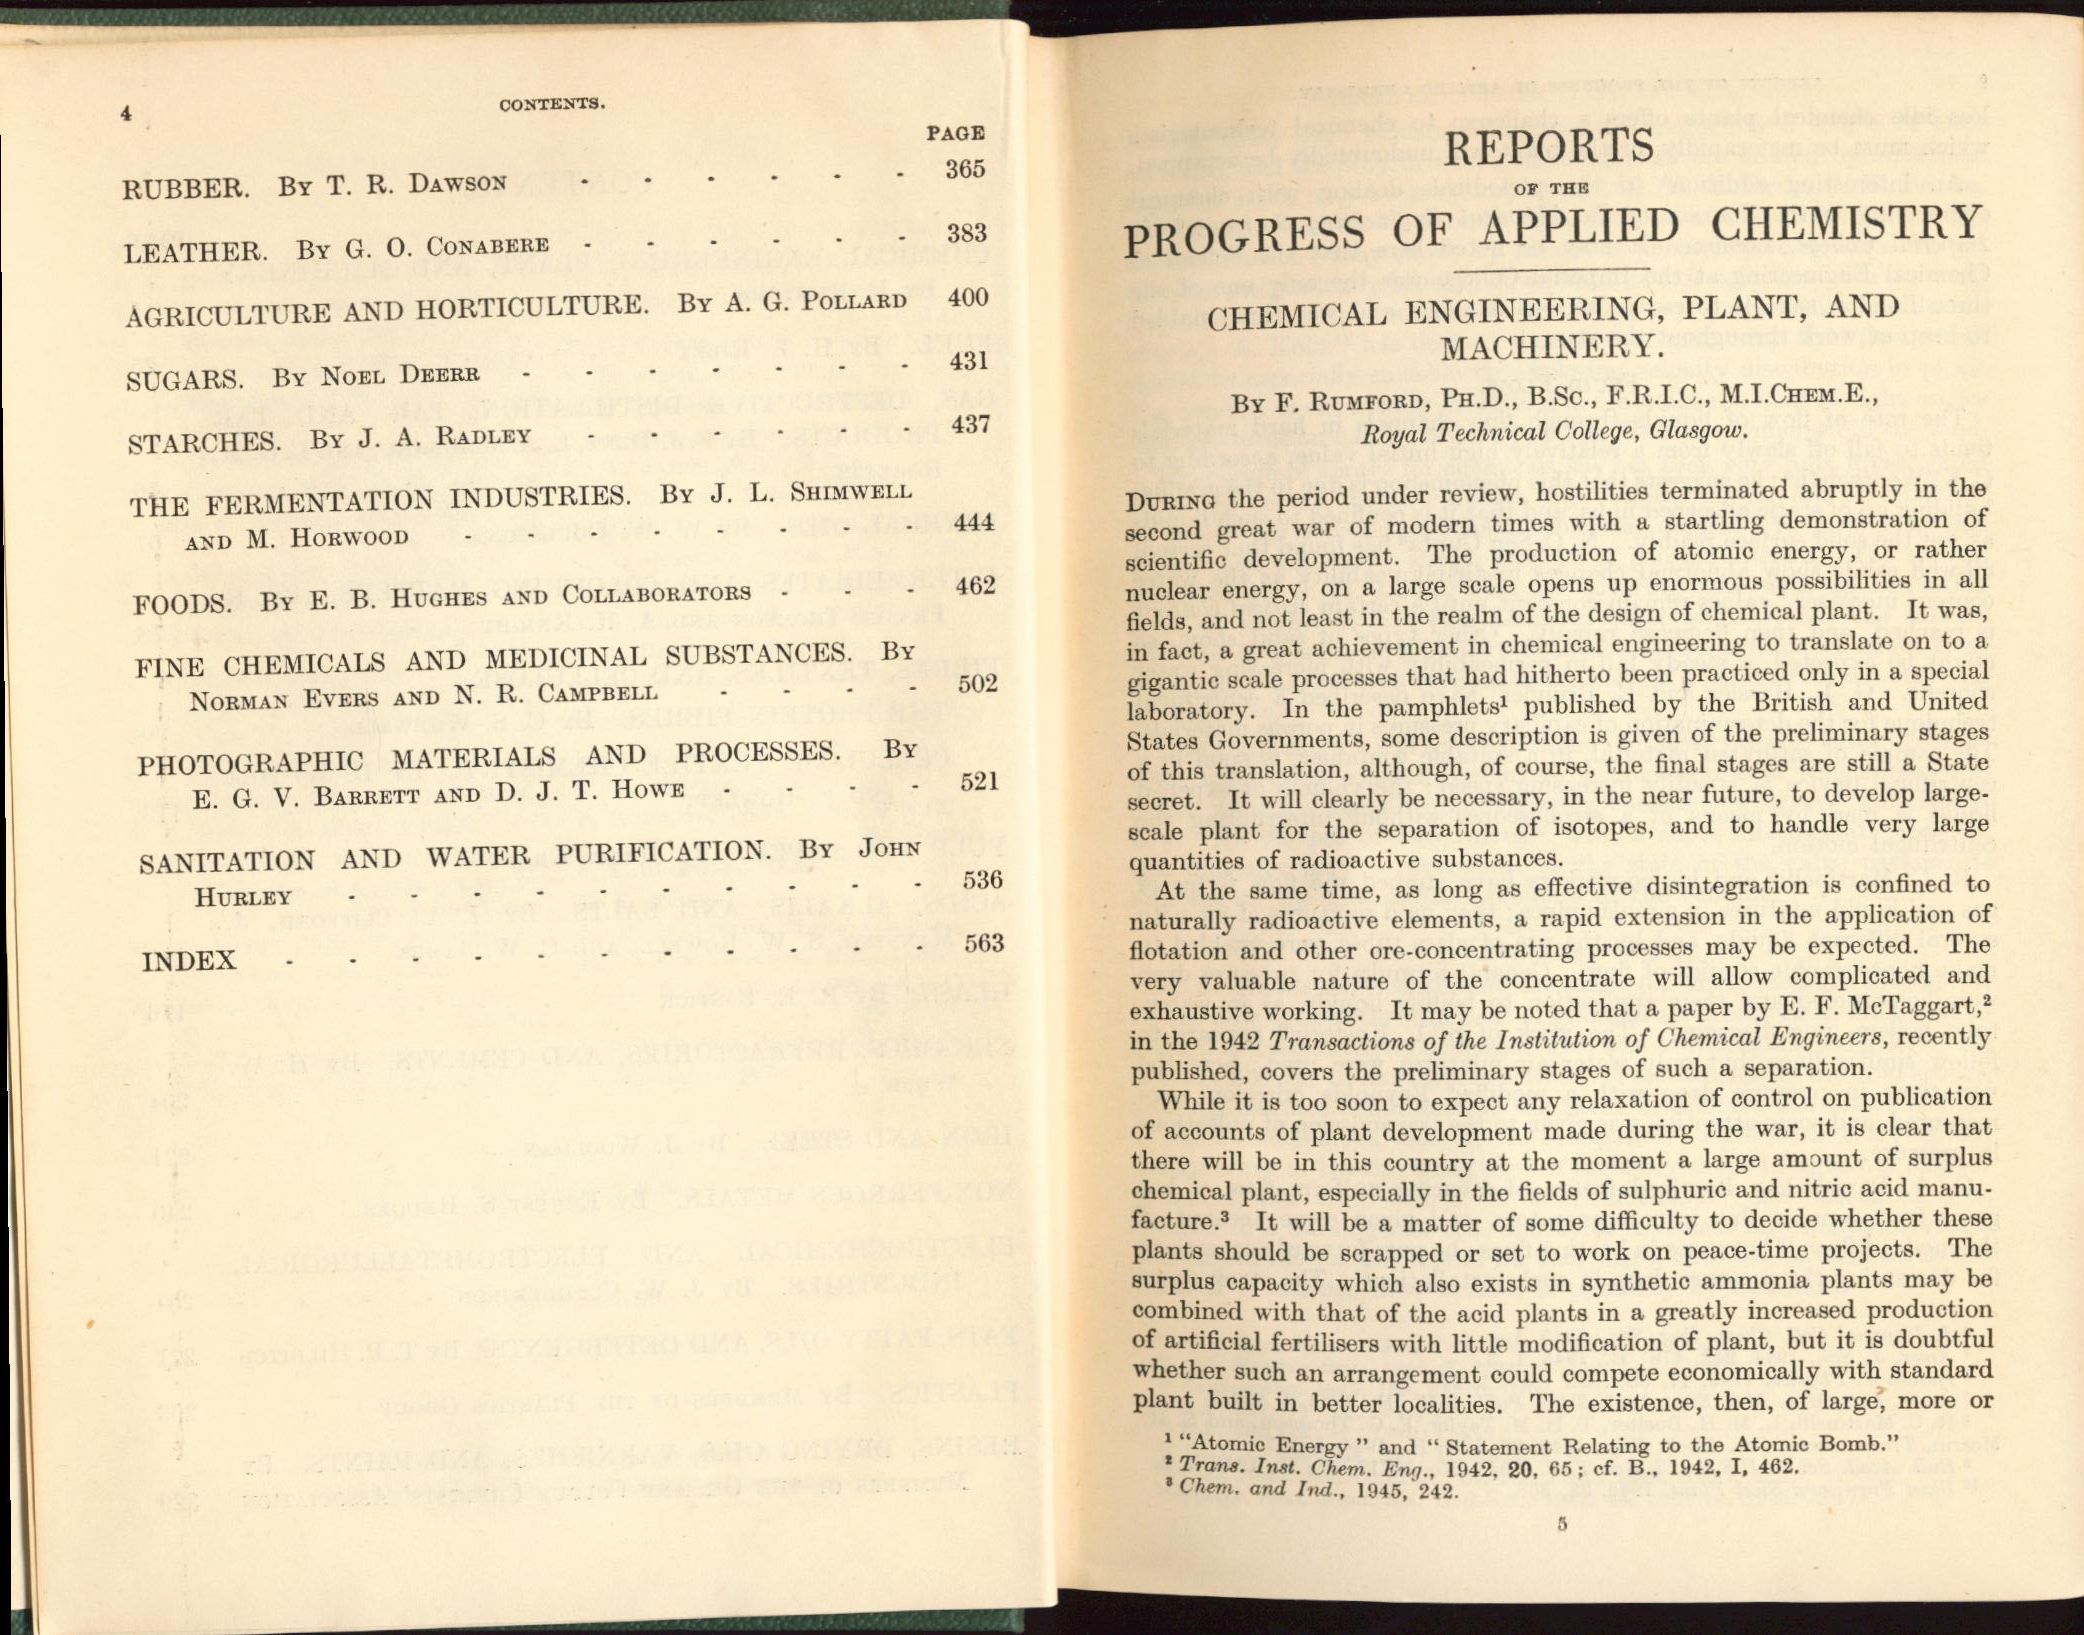 4
CONTENTS.
PAGE
RUBBER. By T. R. Dawson - - - - - - 365
LEATHER. By G. O. Conabere - - - - - - 383
AGRICULTURE AND HORTICULTURE. By A. G. Pollard 400
SUGARS. By Noel Deerr - - - - - - - 431
STARCHES. By J. A. Radley - - - - - - 437
THE FERMENTATION INDUSTRIES. By J. L. Shimwell
and M. Horwood - - - - - - - - 444
FOODS. By E. B. Hughes and Collaborators - - - 462
FINE CHEMICALS AND MEDICINAL SUBSTANCES. By
Norman Evers and N. R. Campbell - - - - 502
PHOTOGRAPHIC MATERIALS AND PROCESSES. By
E. G. V. Barrett and D. J. T. Howe - - - - 521
SANITATION AND WATER PURIFICATION. By John
Hurley - - - - - - - - - - 536
INDEX - - - - - - - - - - - 563
REPORTS
OF THE
PROGRESS OF APPLIED CHEMISTRY
CHEMICAL ENGINEERING, PLANT, AND
MACHINERY.
By F. Rumford, Ph.D., B.Sc., F.R.I.C., M.I.Chem.E.,
Royal Technical College, Glasgow.
During the period under review, hostilities terminated abruptly in the
second great war of modern times with a startling demonstration of
scientific development. The production of atomic energy, or rather
nuclear energy, on a large scale opens up enormous possibilities in all
fields, and not least in the realm of the design of chemical plant. It was,
in fact, a great achievement in chemical engineering to translate on to a
gigantic scale processes that had hitherto been practiced only in a special
laboratory. In the pamphlets¹ published by the British and United
States Governments, some description is given of the preliminary stages
of this translation, although, of course, the final stages are still a State
secret. It will clearly be necessary, in the near future, to develop large-
scale plant for the separation of isotopes, and to handle very large
quantities of radioactive substances.
At the same time, as long as effective disintegration is confined to
naturally radioactive elements, a rapid extension in the application of
flotation and other ore-concentrating processes may be expected. The
very valuable nature of the concentrate will allow complicated and
exhaustive working. It may be noted that a paper by E. F. McTaggart,²
in the 1942 Transactions of the Institution of Chemical Engineers, recently
published, covers the preliminary stages of such a separation.
While it is too soon to expect any relaxation of control on publication
of accounts of plant development made during the war, it is clear that
there will be in this country at the moment a large amount of surplus
chemical plant, especially in the fields of sulphuric and nitric acid manu-
facture.³ It will be a matter of some difficulty to decide whether these
plants should be scrapped or set to work on peace-time projects. The
surplus capacity which also exists in synthetic ammonia plants may be
combined with that of the acid plants in a greatly increased production
of artificial fertilisers with little modification of plant, but it is doubtful
whether such an arrangement could compete economically with standard
plant built in better localities. The existence, then, of large, more or
¹ "Atomic Energy" and "Statement Relating to the Atomic Bomb."
² Trans. Inst. Chem. Eng., 1942, 20, 65; cf. B., 1942, I, 462.
³ Chem. and Ind., 1945, 242.
5